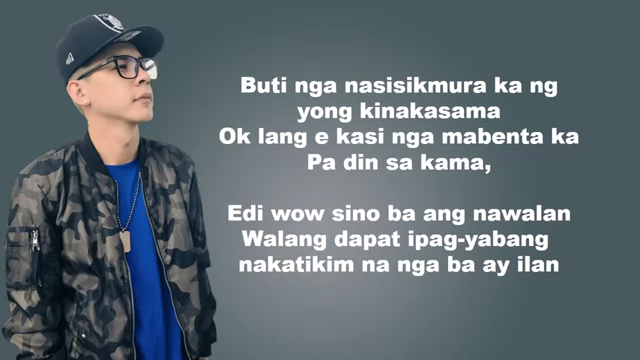 Buti nga nasisikmura ka ng
yong kinakasama
Ok lang e kasi nga mabenta ka
Pa din sa kama,
Edi wow sino ba ang nawalan
Walang dapat ipag-yabang
nakatikim na nga ba ay ilan